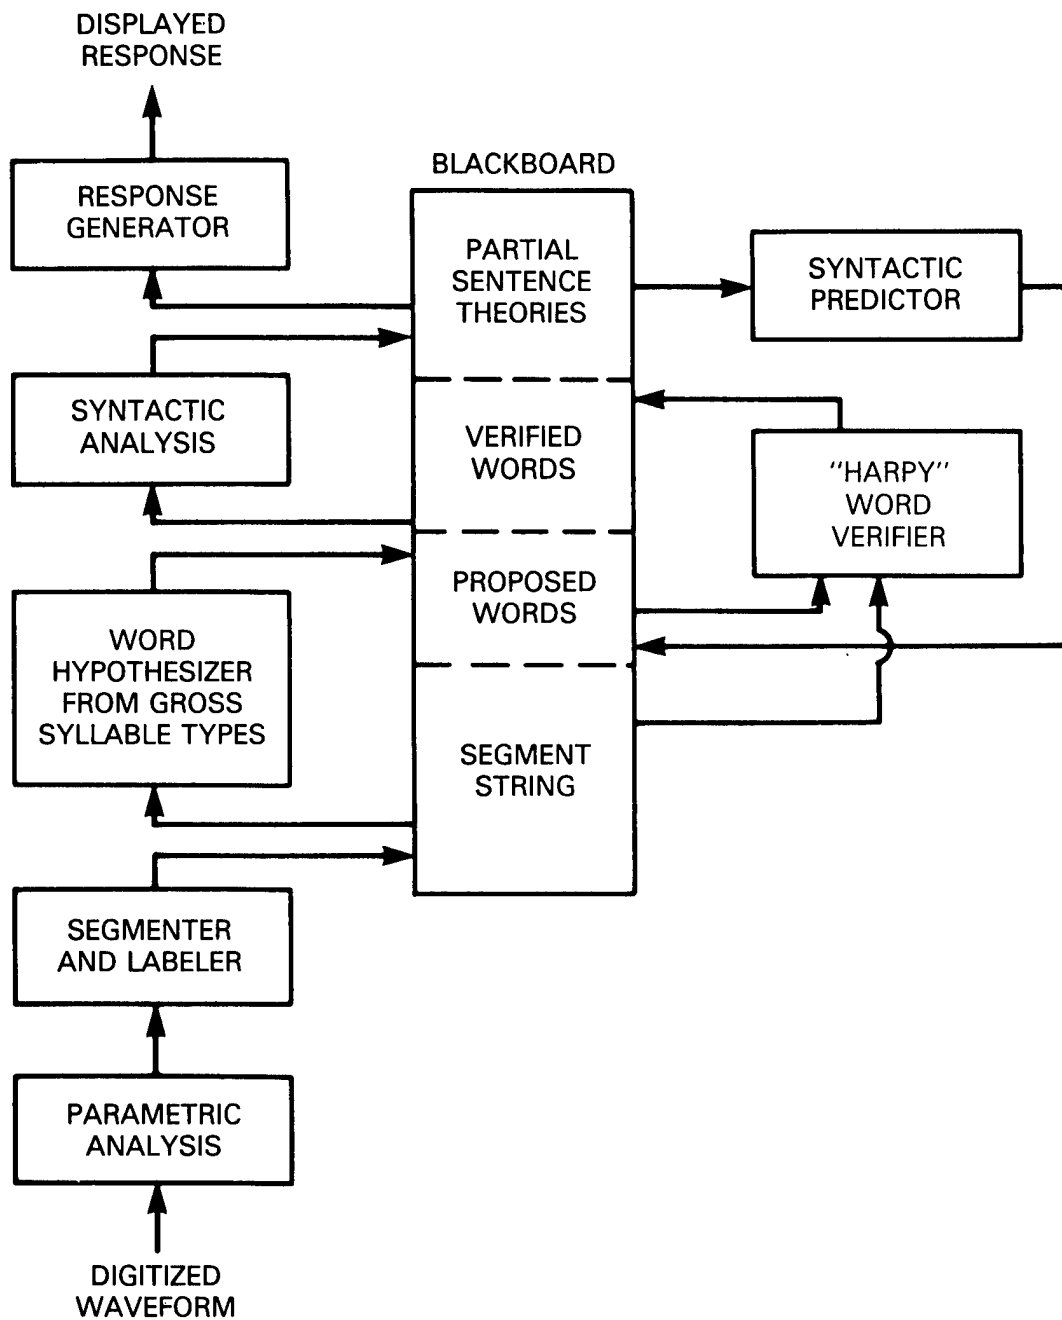 DISPLAYED
RESPONSE
RESPONSE
GENERATOR
SYNTACTIC
ANALYSIS
WORD
HYPOTHESIZER
FROM GROSS
SYLLABLE TYPES
SEGMENTER
AND LABELER
PARAMETRIC
ANALYSIS
DIGITIZED
WAVEFORM
BLACKBOARD
PARTIAL
SENTENCE
THEORIES
VERIFIED
WORDS
PROPOSED
WORDS
SEGMENT
STRING
SYNTACTIC
PREDICTOR
"HARPY"
WORD
VERIFIER